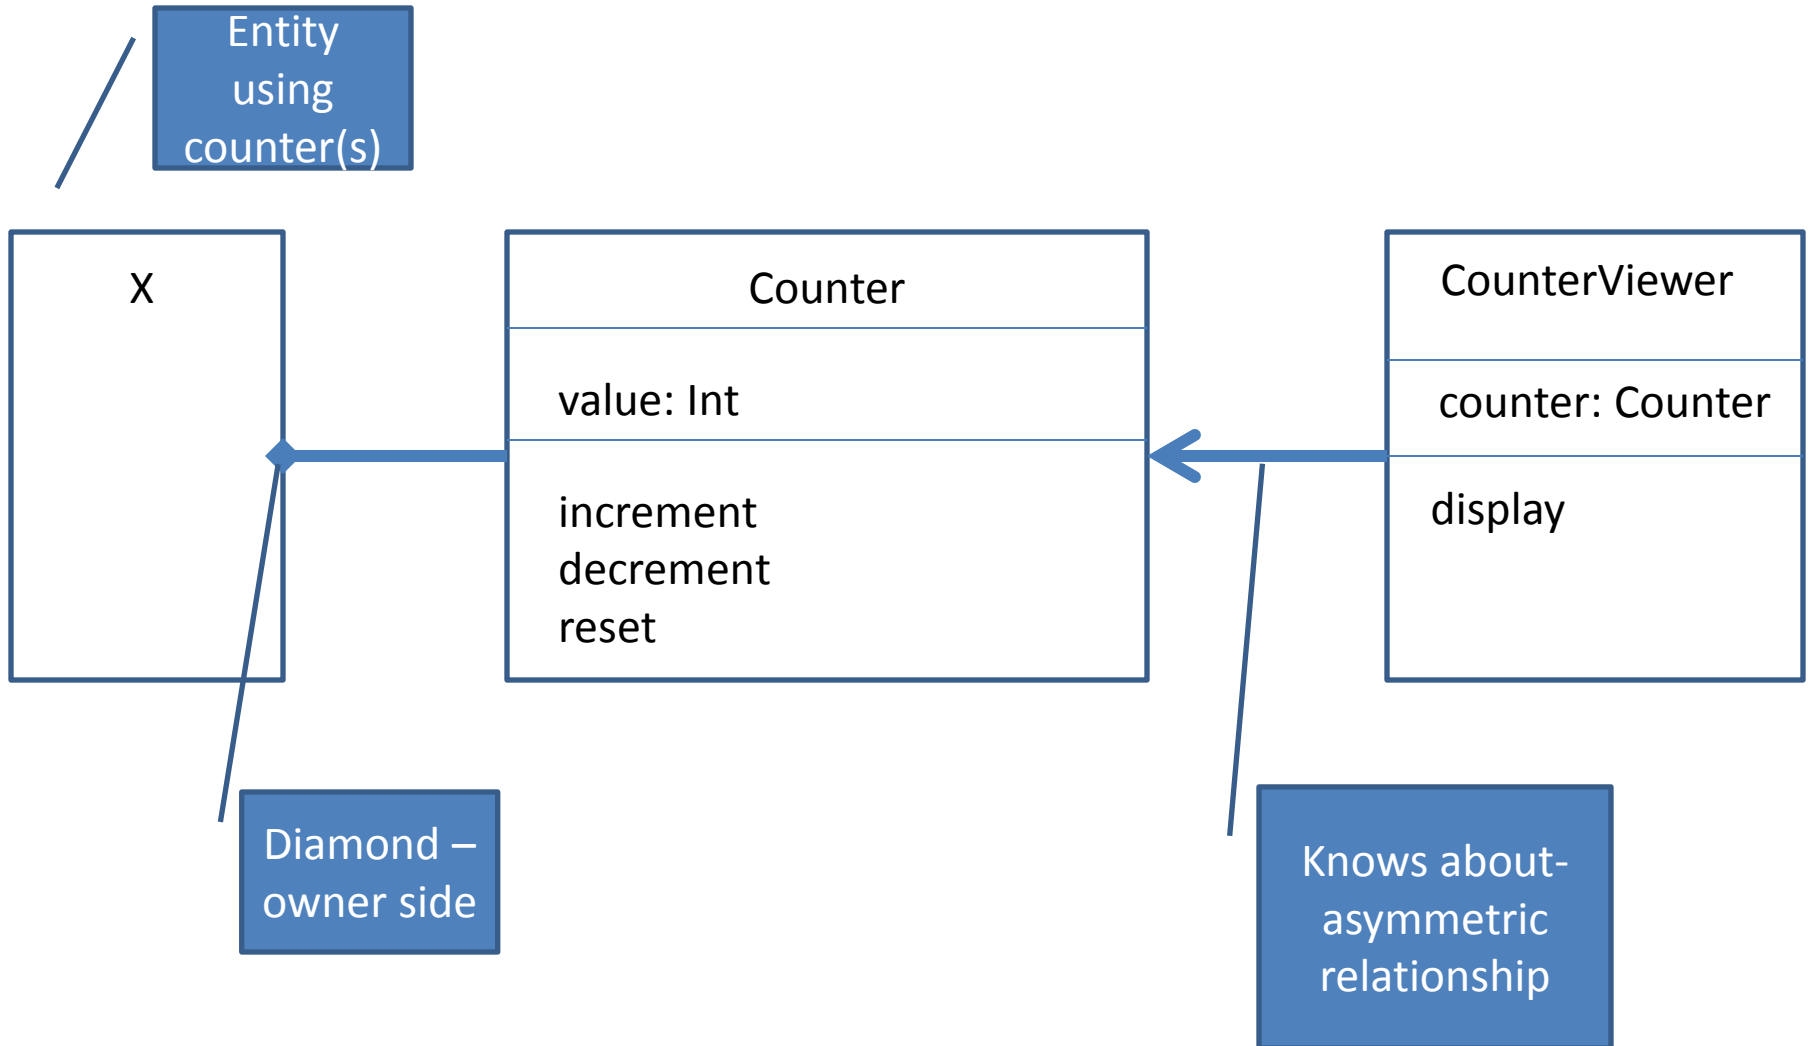 Entity
using
counter(s)
X
Counter
value: Int
increment
decrement
reset
CounterViewer
counter: Counter
display
Diamond –
owner side
Knows about-
asymmetric
relationship